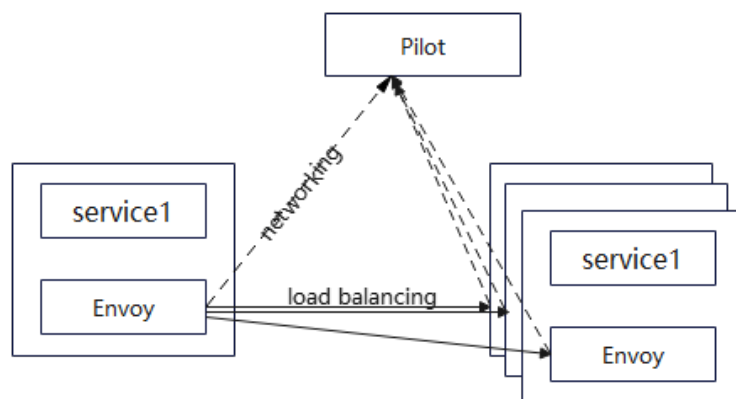 Pilot
networking
service1
service1
load balancing
Envoy
Envoy